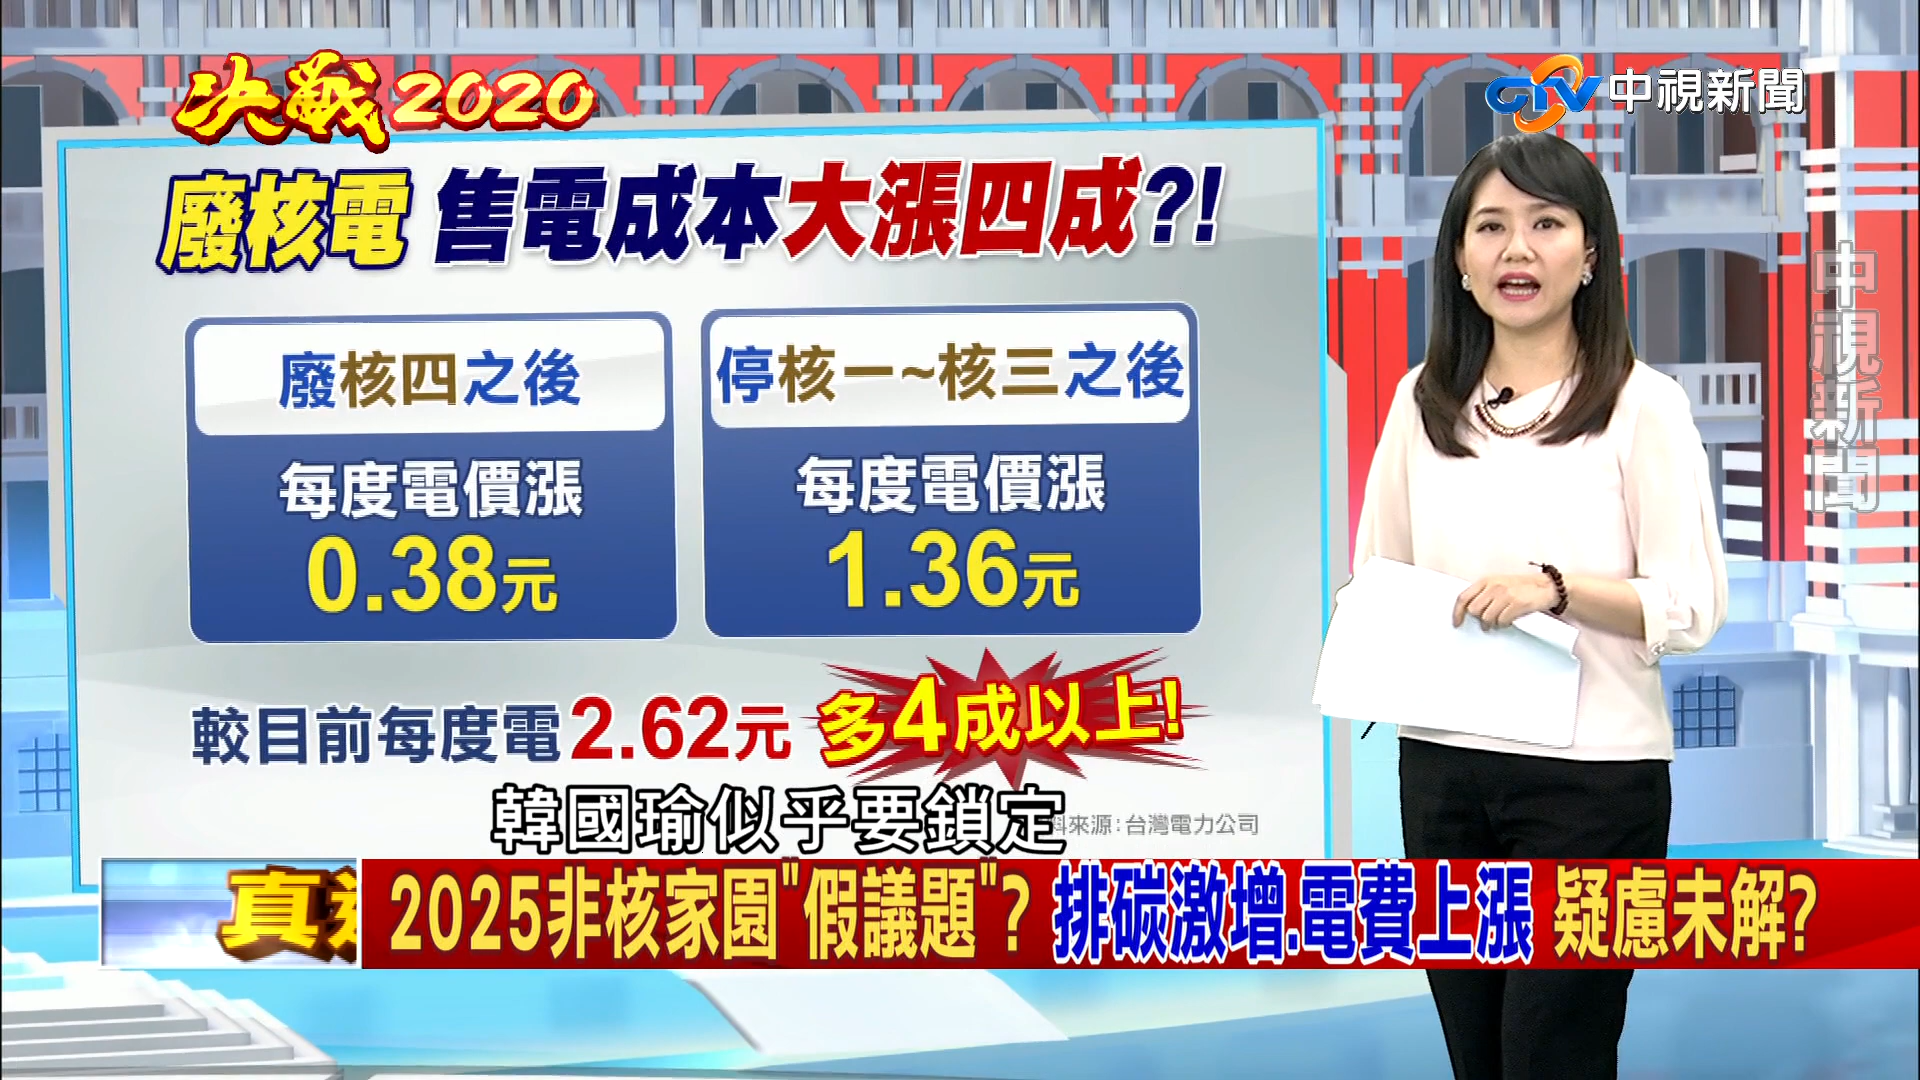 決戰2020
CTV中視新聞
廢核電 售電成本大漲四成?!
中視新聞
廢核四之後
每度電價漲
0.38元
停核一~核三之後
每度電價漲
1.36元
較目前每度電2.62元 多4成以上!
料來源:台灣電力公司
韓國瑜似乎要鎖定
真
2025非核家園"假議題"? 排碳激增.電費上漲 疑慮未解?